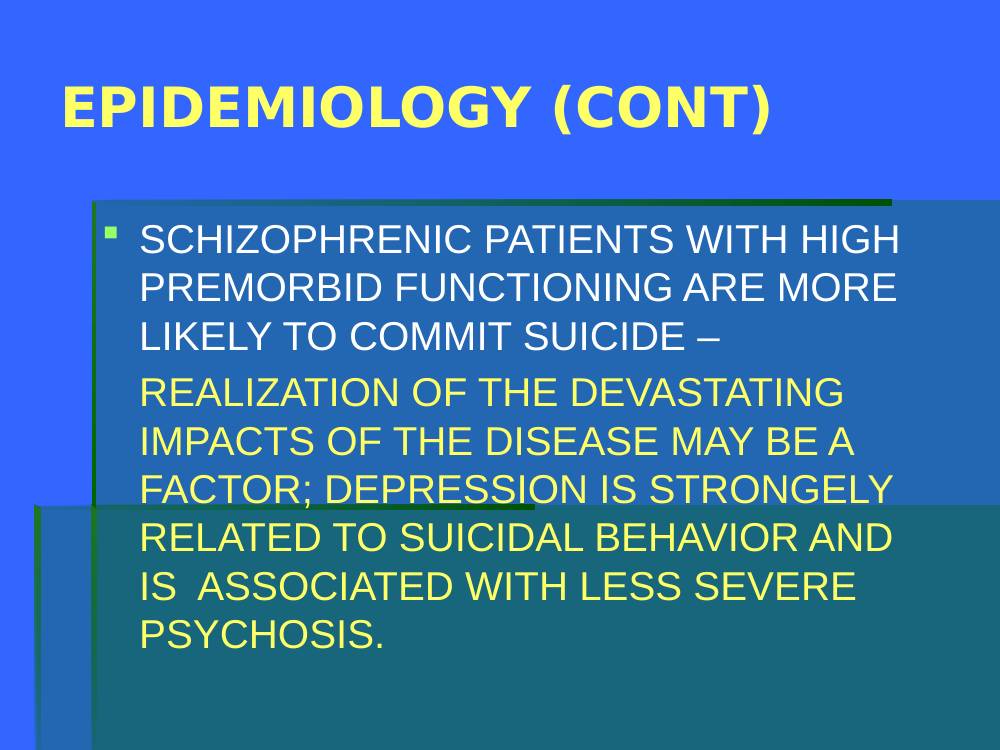 EPIDEMIOLOGY (CONT)
SCHIZOPHRENIC PATIENTS WITH HIGH
PREMORBID FUNCTIONING ARE MORE
LIKELY TO COMMIT SUICIDE –
REALIZATION OF THE DEVASTATING
IMPACTS OF THE DISEASE MAY BE A
FACTOR; DEPRESSION IS STRONGELY
RELATED TO SUICIDAL BEHAVIOR AND
IS  ASSOCIATED WITH LESS SEVERE
PSYCHOSIS.